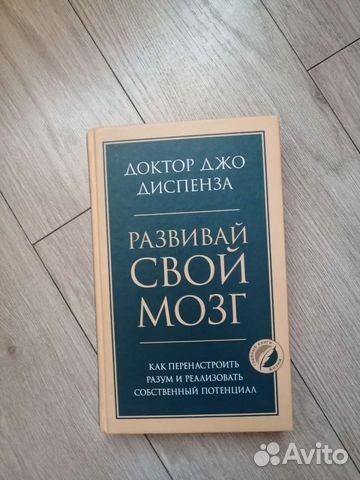 ДОКТОР ДЖО
ДИСПЕНЗА
РАЗВИВАЙ
СВОЙ
МОЗГ
КАК ПЕРЕНАСТРОИТЬ
РАЗУМ И РЕАЛИЗОВАТЬ
СОБСТВЕННЫЙ ПОТЕНЦИАЛ
Avito